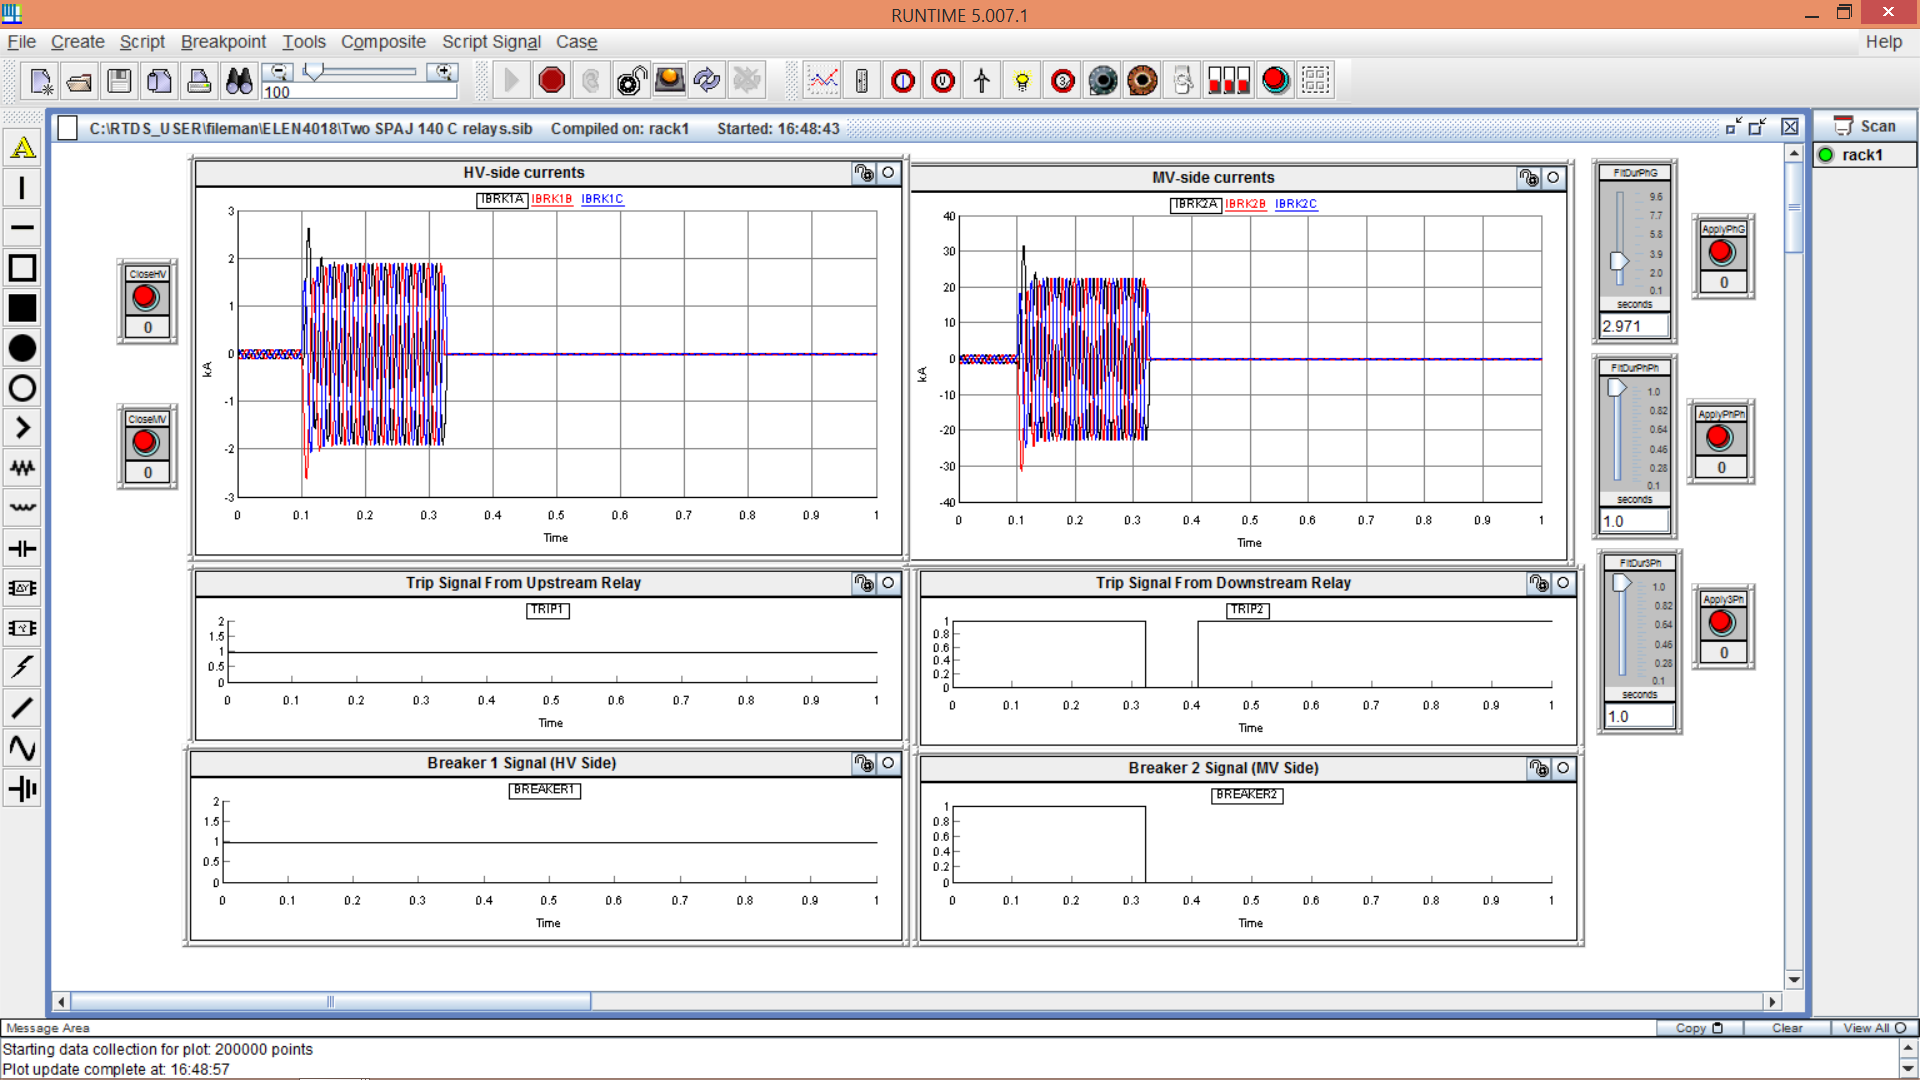 RUNTIME 5.007.1
File Create Script Breakpoint Tools Composite Script Signal Case Help
100
C:\RTDS_USER\fileman\ELEN4018\Two SPAJ 140 C relays.sib Compiled on: rack1 Started: 16:48:43
Scan
rack1
HV-side currents
IBRK1A IBRK1B IBRK1C
3
2
1
0
-1
-2
-3
kA
0 0.1 0.2 0.3 0.4 0.5 0.6 0.7 0.8 0.9 1
Time
MV-side currents
IBRK2A IBRK2B IBRK2C
40
30
20
10
0
-10
-20
-30
-40
kA
0 0.1 0.2 0.3 0.4 0.5 0.6 0.7 0.8 0.9 1
Time
CloseHV
0
CloseMV
0
FltDurPhG
9.6
7.7
5.8
3.9
2.0
0.1
seconds
2.971
ApplyPhG
0
FltDurPhPh
1.0
0.82
0.64
0.46
0.28
0.1
seconds
1.0
ApplyPhPh
0
FltDur3Ph
1.0
0.82
0.64
0.46
0.28
0.1
seconds
1.0
Apply3Ph
0
Trip Signal From Upstream Relay
TRIP1
2
1.5
1
0.5
0
0 0.1 0.2 0.3 0.4 0.5 0.6 0.7 0.8 0.9 1
Time
Trip Signal From Downstream Relay
TRIP2
1
0.8
0.6
0.4
0.2
0
0 0.1 0.2 0.3 0.4 0.5 0.6 0.7 0.8 0.9 1
Time
Breaker 1 Signal (HV Side)
BREAKER1
2
1.5
1
0.5
0
0 0.1 0.2 0.3 0.4 0.5 0.6 0.7 0.8 0.9 1
Time
Breaker 2 Signal (MV Side)
BREAKER2
1
0.8
0.6
0.4
0.2
0
0 0.1 0.2 0.3 0.4 0.5 0.6 0.7 0.8 0.9 1
Time
Message Area Copy Clear View All
Starting data collection for plot: 200000 points
Plot update complete at: 16:48:57